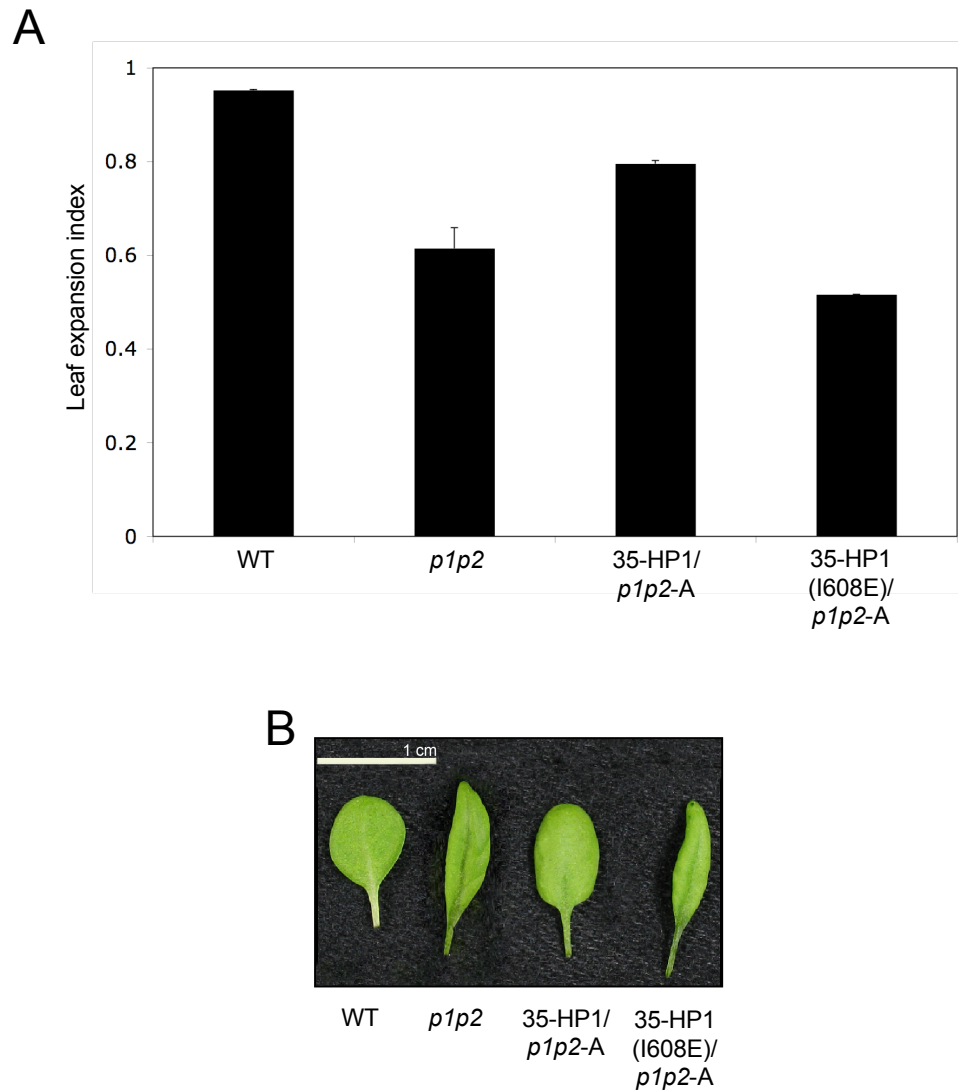 A
1
0.8
0.6
0.4
0.2
0
Leaf expansion index
WT
p1p2
35-HP1/
p1p2-A
35-HP1
(I608E)/
p1p2-A
B
1 cm
WT
p1p2
35-HP1/
p1p2-A
35-HP1
(I608E)/
p1p2-A